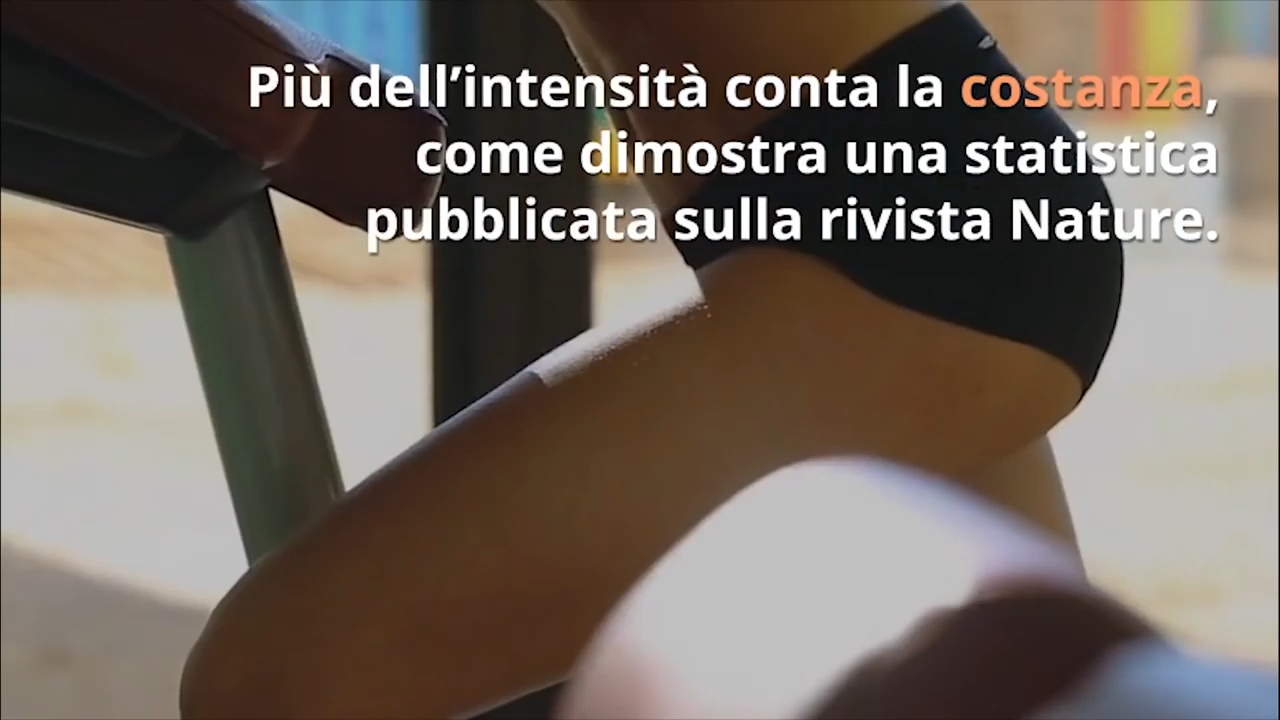 Più dell’intensità conta la costanza,
come dimostra una statistica
pubblicata sulla rivista Nature.